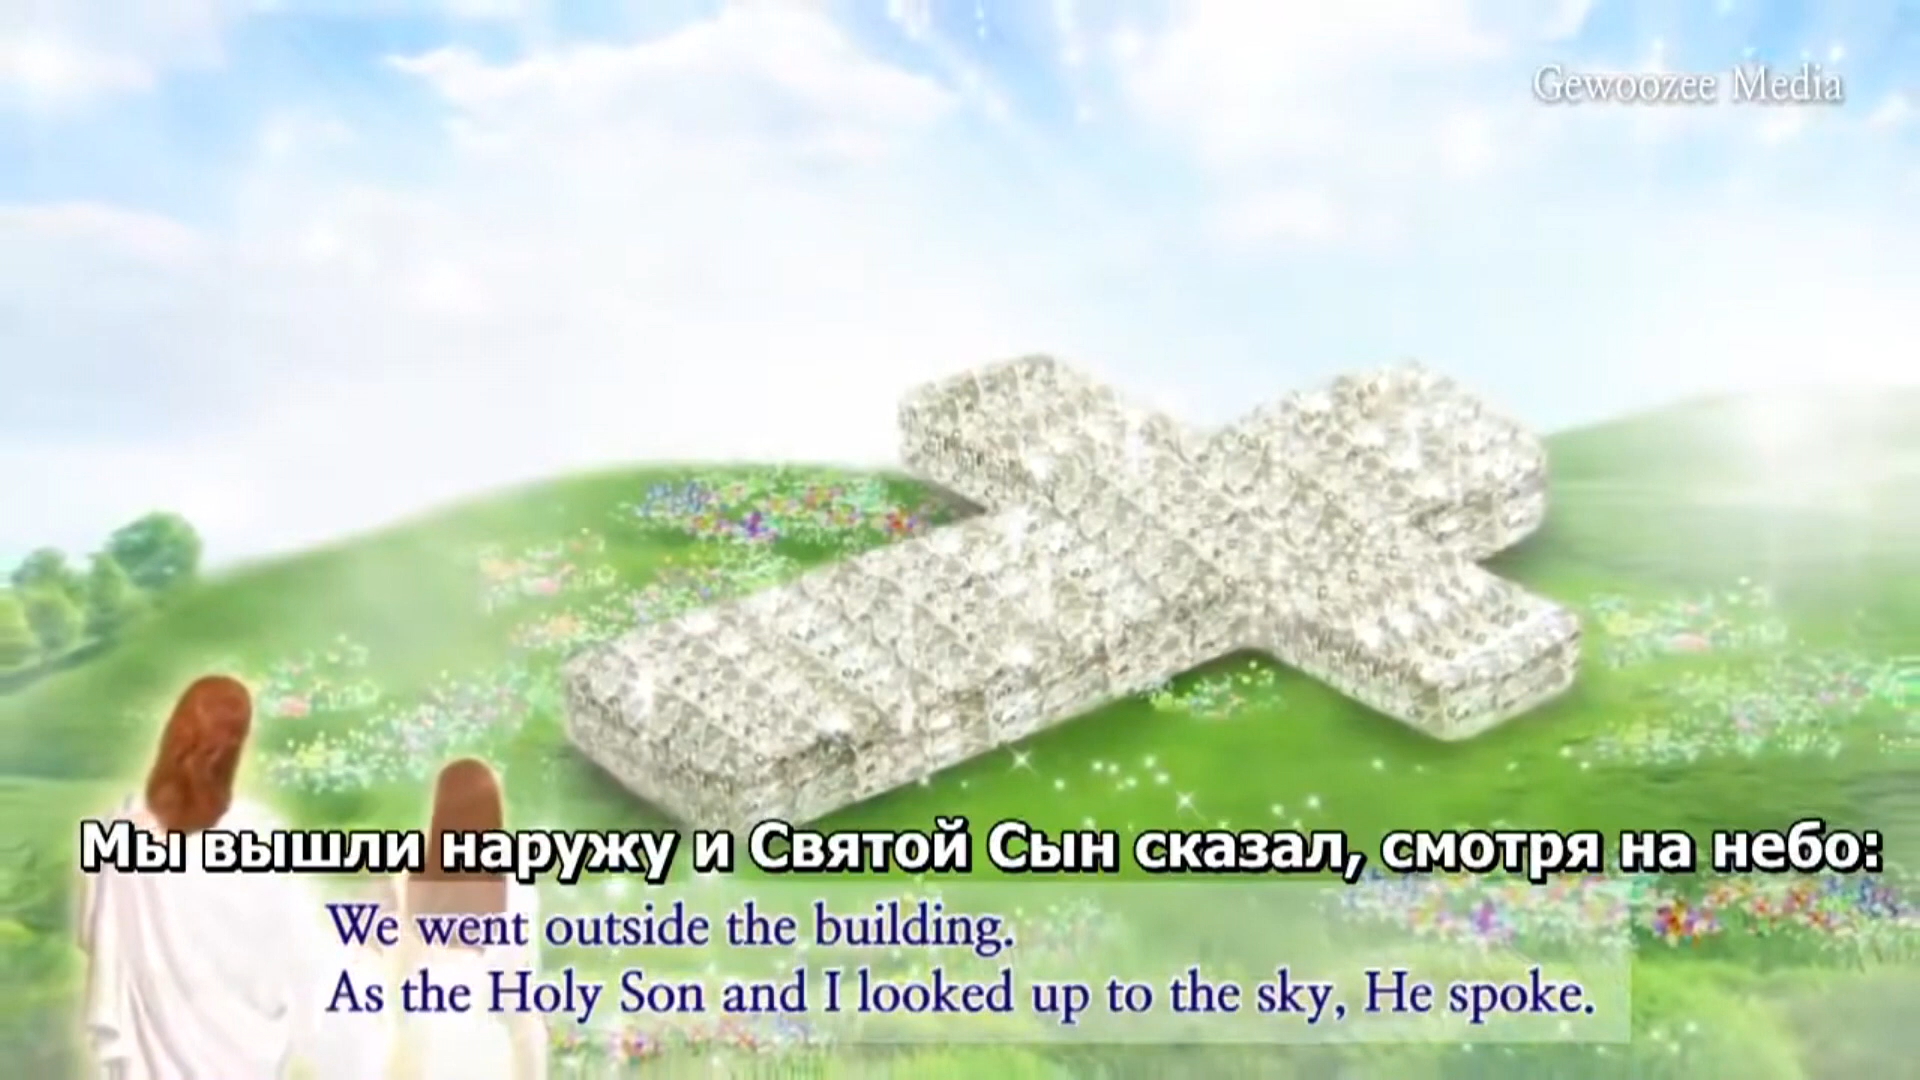 Gewoozee Media
Мы вышли наружу и Святой Сын сказал, смотря на небо:
We went outside the building.
As the Holy Son and I looked up to the sky, He spoke.